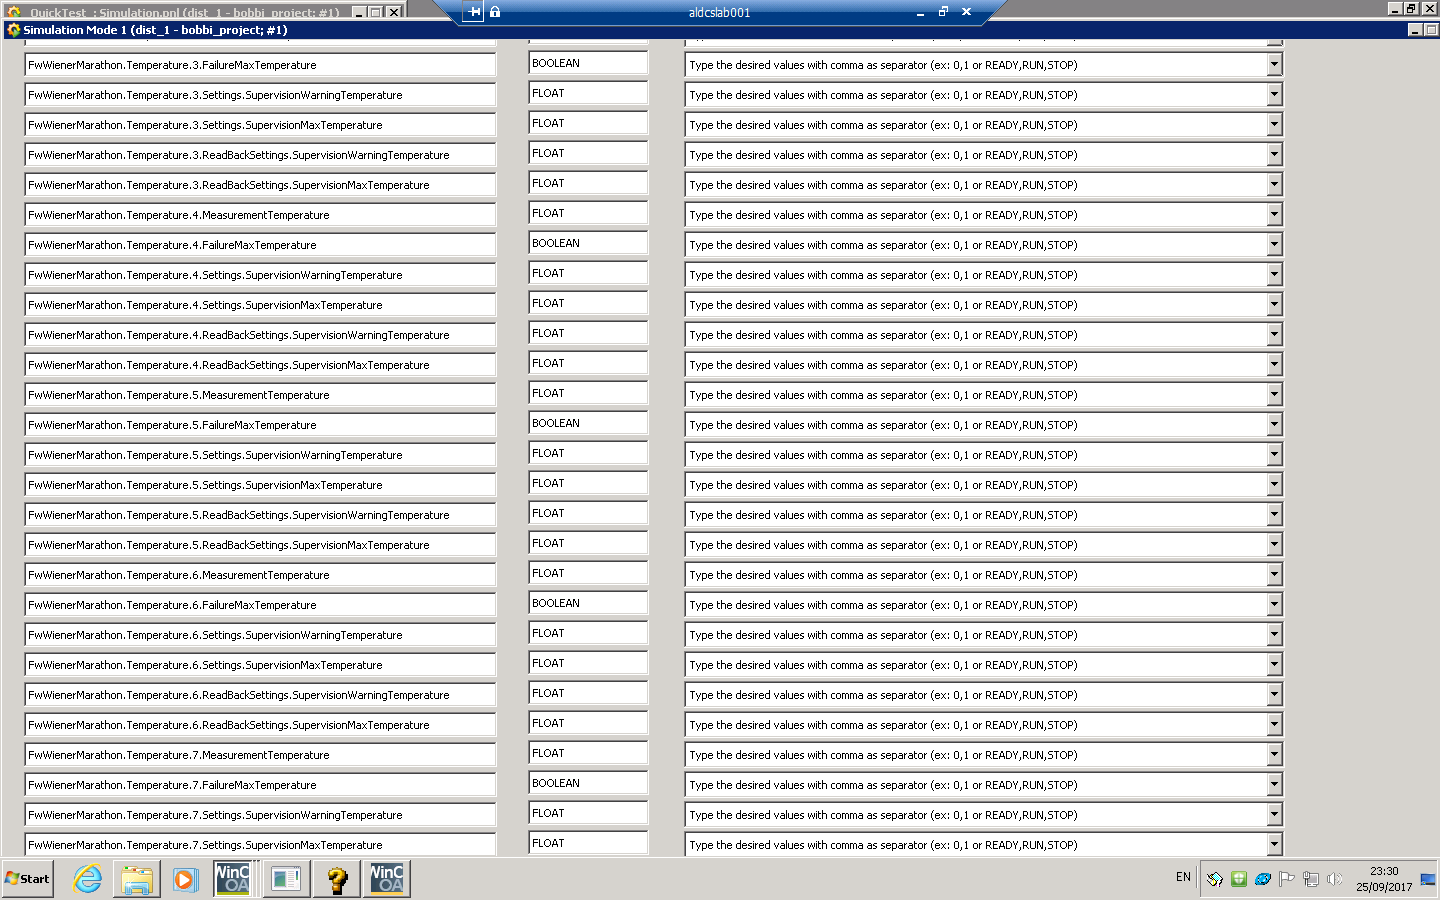 QuickTest_: Simulation.pnl (dist_1 - bobbi_project; #1)
aldcslab001
Simulation Mode 1 (dist_1 - bobbi_project; #1)
FwWienerMarathon.Temperature.3.FailureMaxTemperature BOOLEAN Type the desired values with comma as separator (ex: 0,1 or READY,RUN,STOP)
FwWienerMarathon.Temperature.3.Settings.SupervisionWarningTemperature FLOAT Type the desired values with comma as separator (ex: 0,1 or READY,RUN,STOP)
FwWienerMarathon.Temperature.3.Settings.SupervisionMaxTemperature FLOAT Type the desired values with comma as separator (ex: 0,1 or READY,RUN,STOP)
FwWienerMarathon.Temperature.3.ReadBackSettings.SupervisionWarningTemperature FLOAT Type the desired values with comma as separator (ex: 0,1 or READY,RUN,STOP)
FwWienerMarathon.Temperature.3.ReadBackSettings.SupervisionMaxTemperature FLOAT Type the desired values with comma as separator (ex: 0,1 or READY,RUN,STOP)
FwWienerMarathon.Temperature.4.MeasurementTemperature FLOAT Type the desired values with comma as separator (ex: 0,1 or READY,RUN,STOP)
FwWienerMarathon.Temperature.4.FailureMaxTemperature BOOLEAN Type the desired values with comma as separator (ex: 0,1 or READY,RUN,STOP)
FwWienerMarathon.Temperature.4.Settings.SupervisionWarningTemperature FLOAT Type the desired values with comma as separator (ex: 0,1 or READY,RUN,STOP)
FwWienerMarathon.Temperature.4.Settings.SupervisionMaxTemperature FLOAT Type the desired values with comma as separator (ex: 0,1 or READY,RUN,STOP)
FwWienerMarathon.Temperature.4.ReadBackSettings.SupervisionWarningTemperature FLOAT Type the desired values with comma as separator (ex: 0,1 or READY,RUN,STOP)
FwWienerMarathon.Temperature.4.ReadBackSettings.SupervisionMaxTemperature FLOAT Type the desired values with comma as separator (ex: 0,1 or READY,RUN,STOP)
FwWienerMarathon.Temperature.5.MeasurementTemperature FLOAT Type the desired values with comma as separator (ex: 0,1 or READY,RUN,STOP)
FwWienerMarathon.Temperature.5.FailureMaxTemperature BOOLEAN Type the desired values with comma as separator (ex: 0,1 or READY,RUN,STOP)
FwWienerMarathon.Temperature.5.Settings.SupervisionWarningTemperature FLOAT Type the desired values with comma as separator (ex: 0,1 or READY,RUN,STOP)
FwWienerMarathon.Temperature.5.Settings.SupervisionMaxTemperature FLOAT Type the desired values with comma as separator (ex: 0,1 or READY,RUN,STOP)
FwWienerMarathon.Temperature.5.ReadBackSettings.SupervisionWarningTemperature FLOAT Type the desired values with comma as separator (ex: 0,1 or READY,RUN,STOP)
FwWienerMarathon.Temperature.5.ReadBackSettings.SupervisionMaxTemperature FLOAT Type the desired values with comma as separator (ex: 0,1 or READY,RUN,STOP)
FwWienerMarathon.Temperature.6.MeasurementTemperature FLOAT Type the desired values with comma as separator (ex: 0,1 or READY,RUN,STOP)
FwWienerMarathon.Temperature.6.FailureMaxTemperature BOOLEAN Type the desired values with comma as separator (ex: 0,1 or READY,RUN,STOP)
FwWienerMarathon.Temperature.6.Settings.SupervisionWarningTemperature FLOAT Type the desired values with comma as separator (ex: 0,1 or READY,RUN,STOP)
FwWienerMarathon.Temperature.6.Settings.SupervisionMaxTemperature FLOAT Type the desired values with comma as separator (ex: 0,1 or READY,RUN,STOP)
FwWienerMarathon.Temperature.6.ReadBackSettings.SupervisionWarningTemperature FLOAT Type the desired values with comma as separator (ex: 0,1 or READY,RUN,STOP)
FwWienerMarathon.Temperature.6.ReadBackSettings.SupervisionMaxTemperature FLOAT Type the desired values with comma as separator (ex: 0,1 or READY,RUN,STOP)
FwWienerMarathon.Temperature.7.MeasurementTemperature FLOAT Type the desired values with comma as separator (ex: 0,1 or READY,RUN,STOP)
FwWienerMarathon.Temperature.7.FailureMaxTemperature BOOLEAN Type the desired values with comma as separator (ex: 0,1 or READY,RUN,STOP)
FwWienerMarathon.Temperature.7.Settings.SupervisionWarningTemperature FLOAT Type the desired values with comma as separator (ex: 0,1 or READY,RUN,STOP)
FwWienerMarathon.Temperature.7.Settings.SupervisionMaxTemperature FLOAT Type the desired values with comma as separator (ex: 0,1 or READY,RUN,STOP)
Start WinC OA WinC OA EN 23:30
25/09/2017